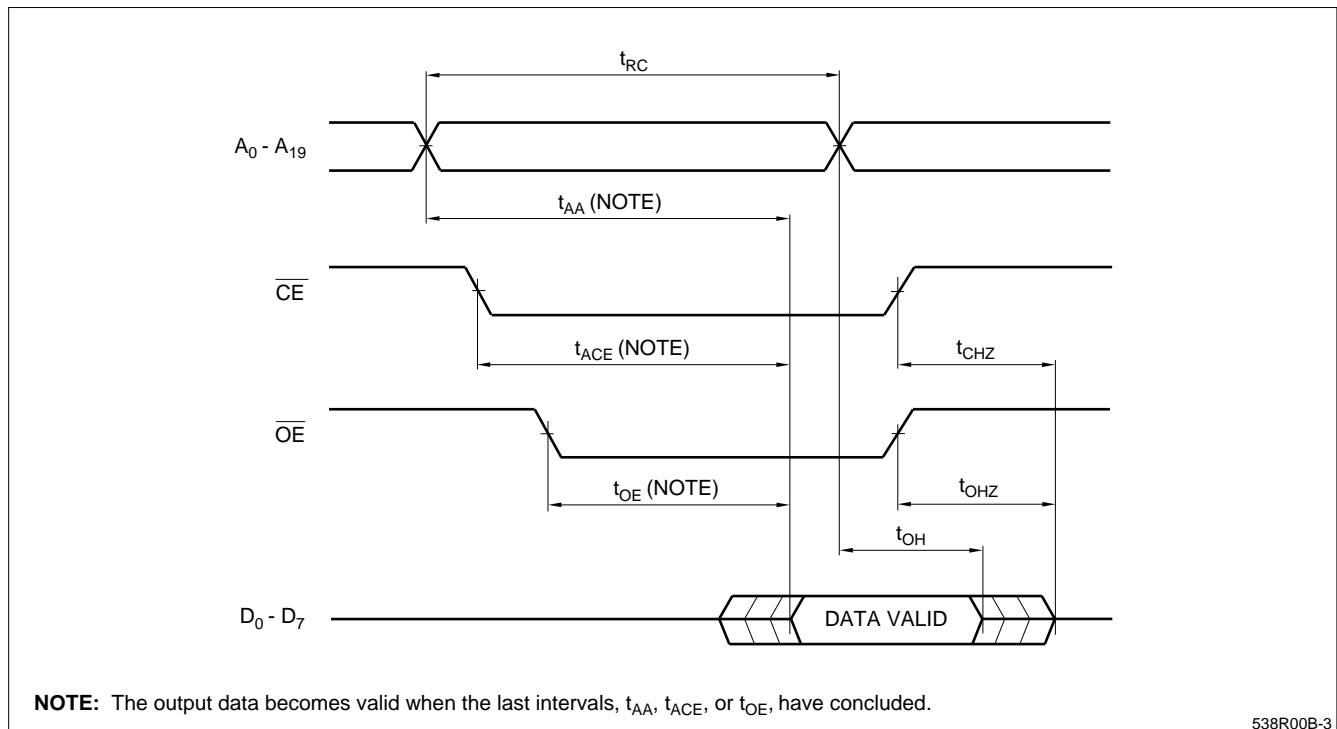 tRC
A0 - A19
tAA (NOTE)
CE
tACE (NOTE)
tCHZ
OE
tOE (NOTE)
tOHZ
tOH
D0 - D7
DATA VALID
NOTE: The output data becomes valid when the last intervals, tAA, tACE, or tOE, have concluded.
538R00B-3